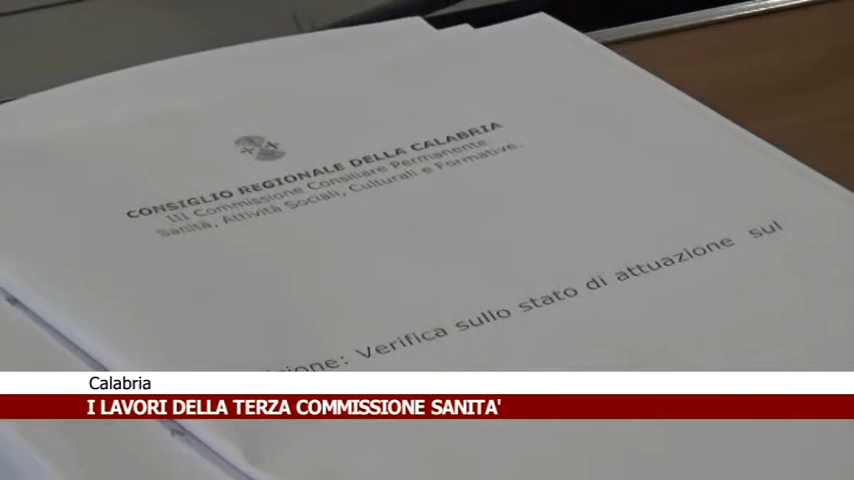 CONSIGLIO REGIONALE DELLA CALABRIA
III Commissione Consiliare Permanente
Sanità, Attività Sociali, Culturali e Formative.
Verifica sullo stato di attuazione sul
Calabria
I LAVORI DELLA TERZA COMMISSIONE SANITA'